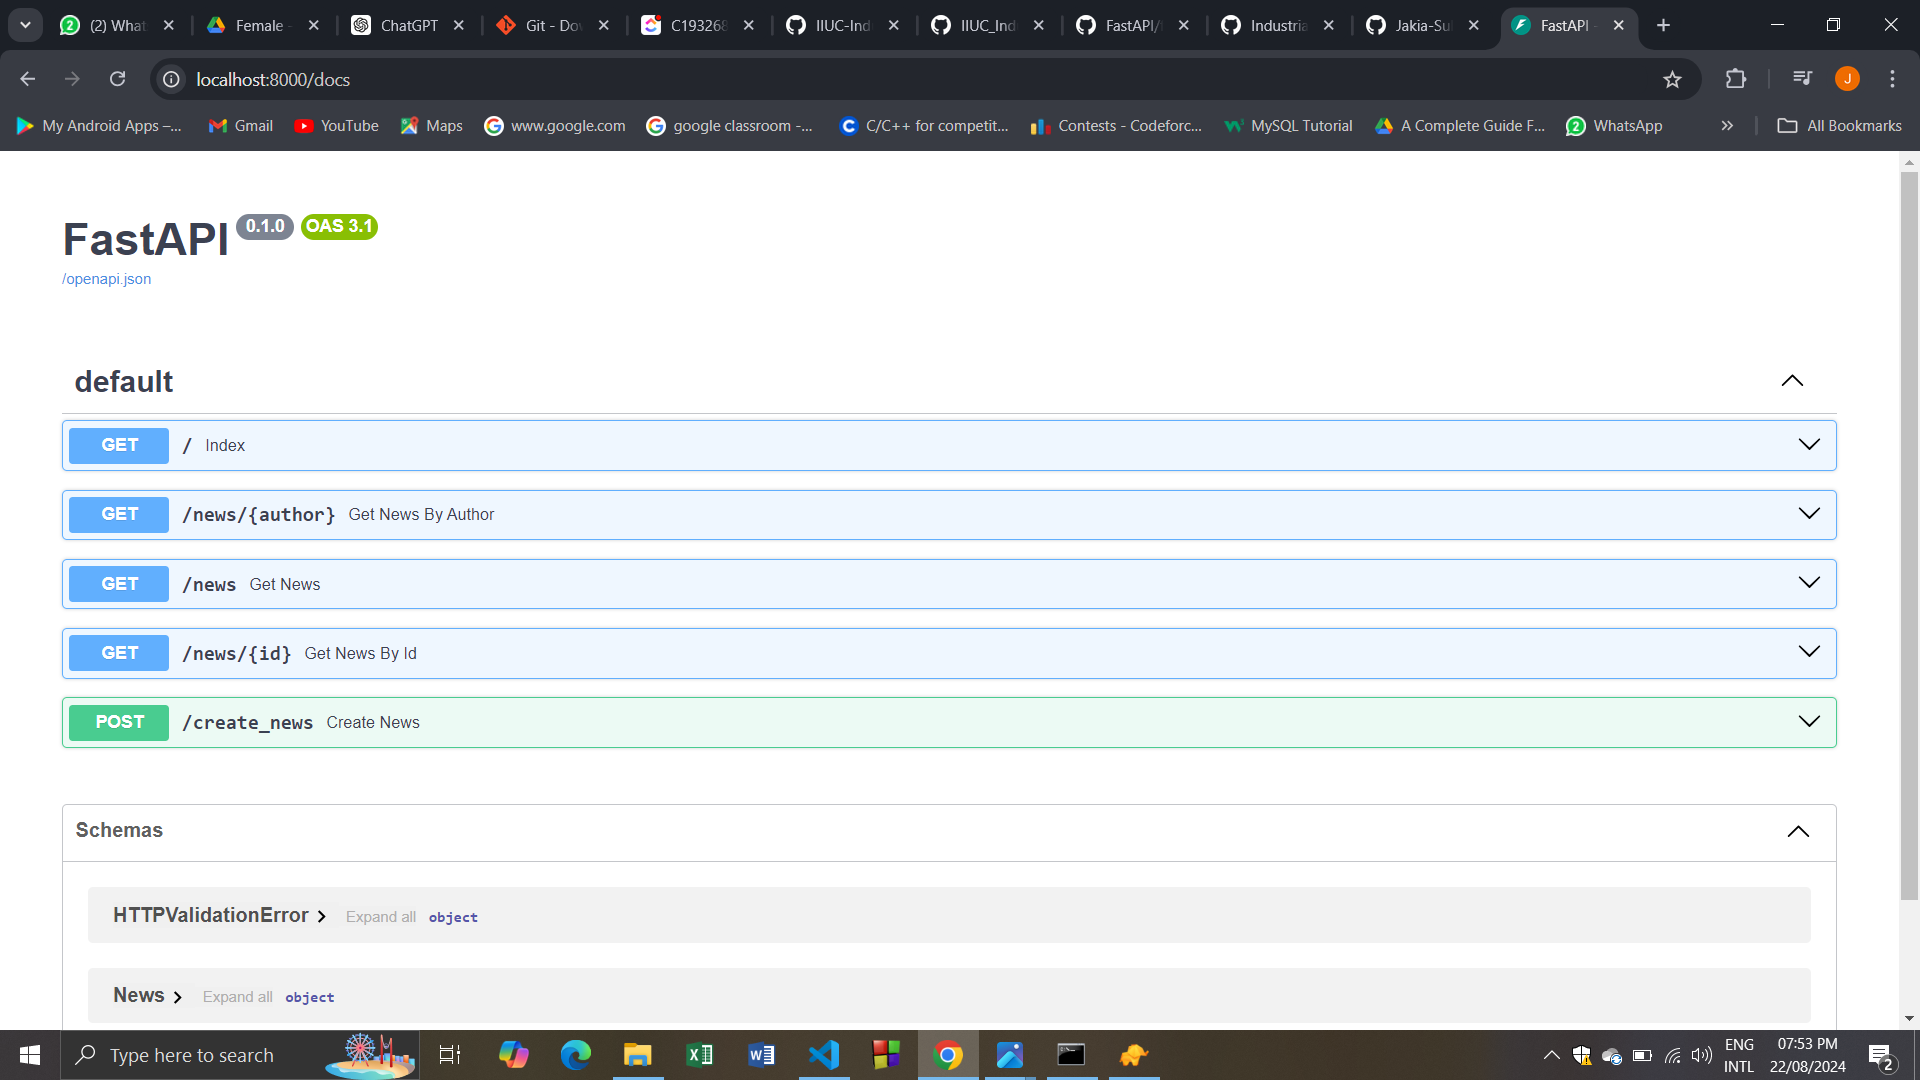 (2) What
Female -
ChatGPT
Git - Dow
C193268
IIUC-Ind
IIUC_Ind
FastAPI/
Industria
Jakia-Su
FastAPI -
localhost:8000/docs
J
My Android Apps –...
Gmail
YouTube
Maps
www.google.com
google classroom -...
C/C++ for competit...
Contests - Codeforc...
MySQL Tutorial
A Complete Guide F...
WhatsApp
All Bookmarks
FastAPI 0.1.0 OAS 3.1
/openapi.json
default
GET / Index
GET /news/{author} Get News By Author
GET /news Get News
GET /news/{id} Get News By Id
POST /create_news Create News
Schemas
HTTPValidationError Expand all object
News Expand all object
Type here to search
ENG
INTL
07:53 PM
22/08/2024
2